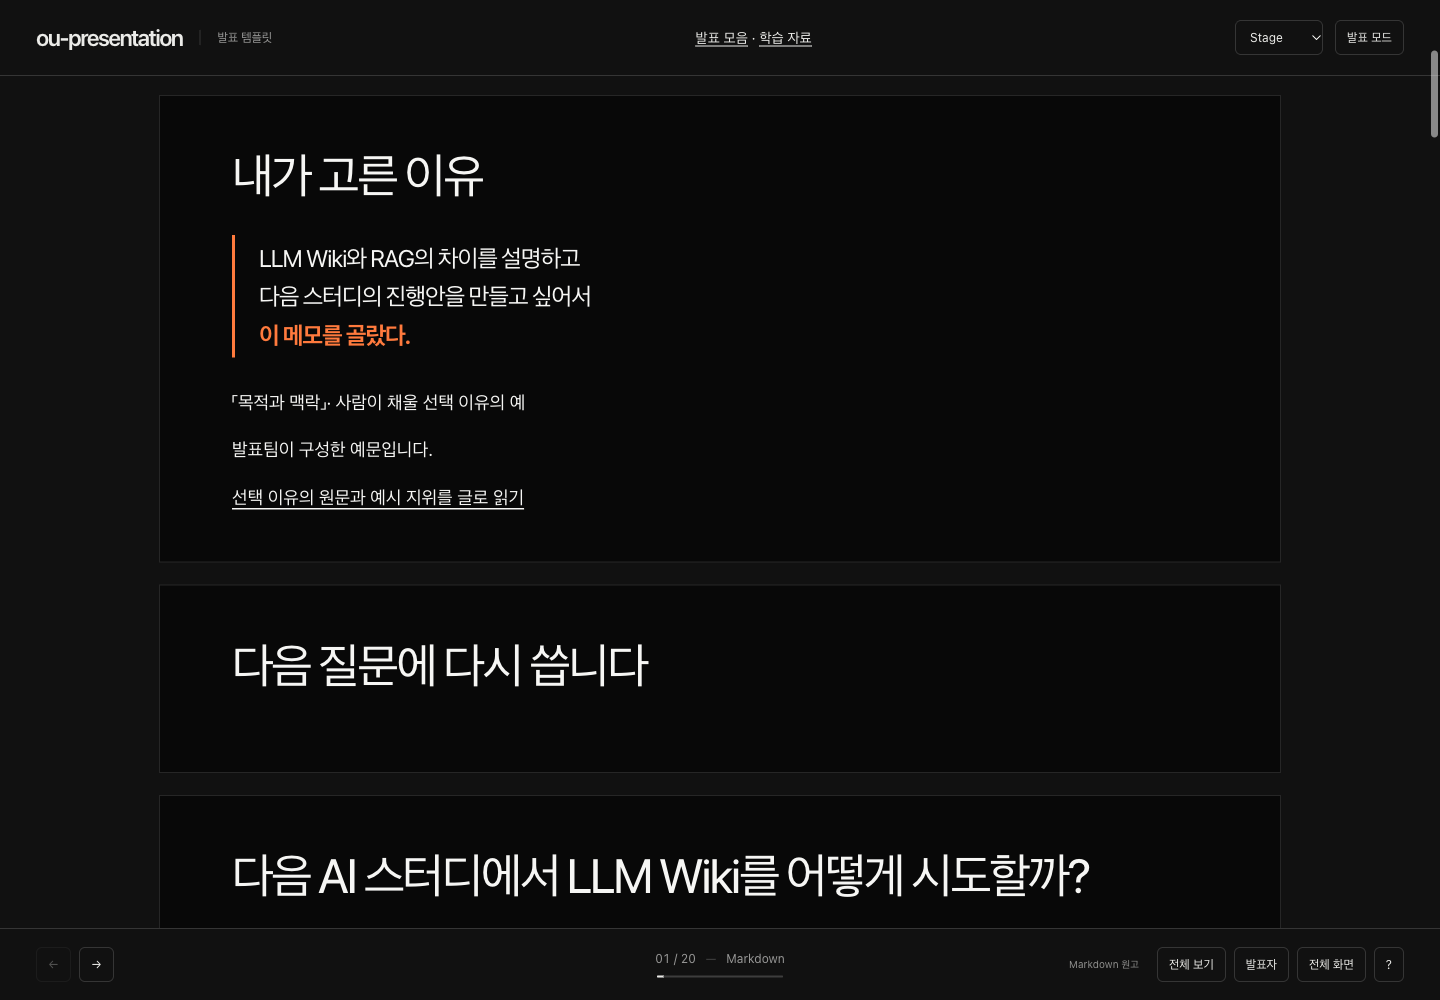 ou-presentation
발표 템플릿
발표 모음 · 학습 자료
Stage
발표 모드
내가 고른 이유
LLM Wiki와 RAG의 차이를 설명하고
다음 스터디의 진행안을 만들고 싶어서
이 메모를 골랐다.
「목적과 맥락」· 사람이 채울 선택 이유의 예
발표팀이 구성한 예문입니다.
선택 이유의 원문과 예시 지위를 글로 읽기
다음 질문에 다시 씁니다
다음 AI 스터디에서 LLM Wiki를 어떻게 시도할까?
← →
01 / 20 — Markdown
Markdown 원고
전체 보기
발표자
전체 화면
?